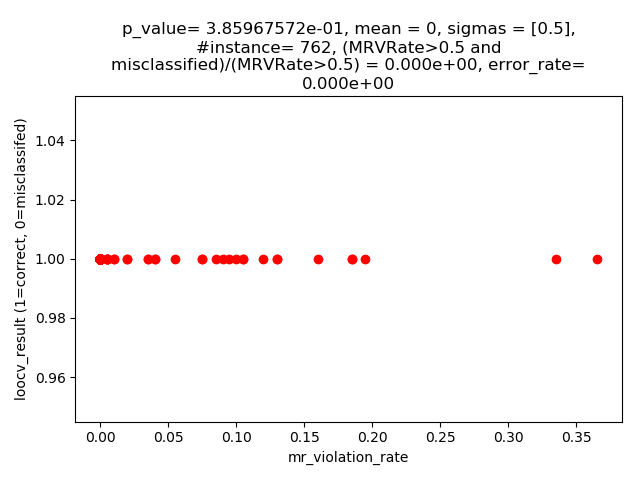 p_value= 3.85967572e-01, mean = 0, sigmas = [0.5],
#instance= 762, (MRVRate>0.5 and
misclassified)/(MRVRate>0.5) = 0.000e+00, error_rate=
0.000e+00
loocv_result (1=correct, 0=misclassifed)
1.04
1.02
1.00
0.98
0.96
0.00 0.05 0.10 0.15 0.20 0.25 0.30 0.35
mr_violation_rate